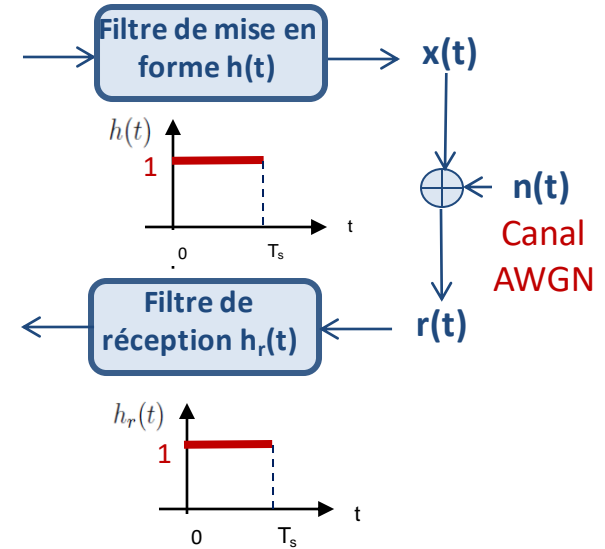 Filtre de mise en
forme h(t)
x(t)
h(t)
1
t
0
Tₛ
n(t)
Canal
AWGN
Filtre de
réception hᵣ(t)
r(t)
hᵣ(t)
1
t
0
Tₛ